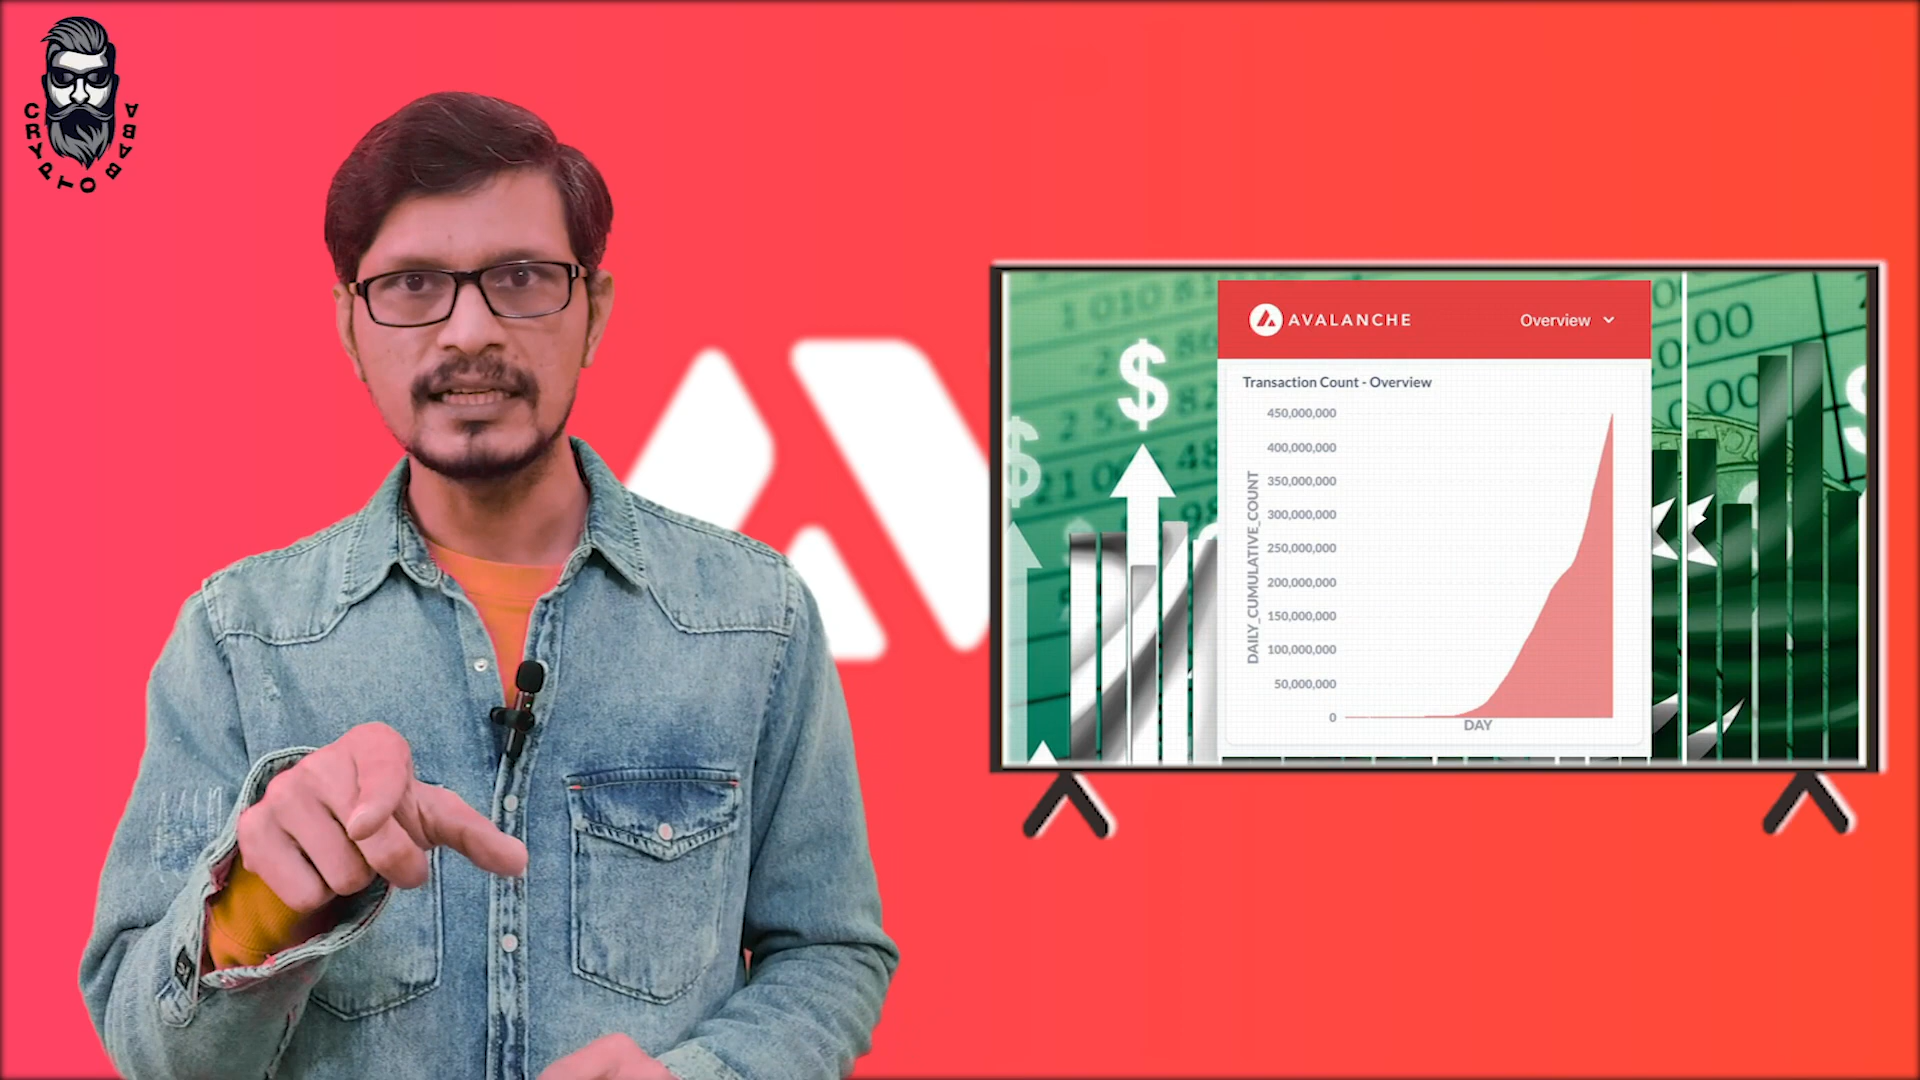 CRYPTO BABA
AVALANCHE
Overview
Transaction Count - Overview
450,000,000
400,000,000
350,000,000
300,000,000
250,000,000
200,000,000
150,000,000
100,000,000
50,000,000
0
DAILY_CUMULATIVE_COUNT
DAY